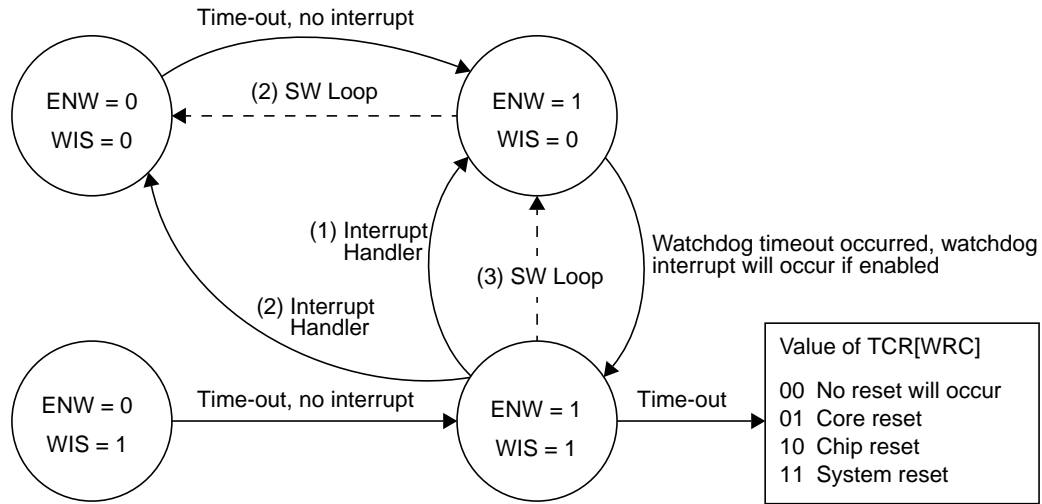 Time-out, no interrupt
ENW = 0
WIS = 0
(2) SW Loop
ENW = 1
WIS = 0
(1) Interrupt
Handler
(3) SW Loop
Watchdog timeout occurred, watchdog
interrupt will occur if enabled
(2) Interrupt
Handler
ENW = 0
WIS = 1
Time-out, no interrupt
ENW = 1
WIS = 1
Time-out
Value of TCR[WRC]
00 No reset will occur
01 Core reset
10 Chip reset
11 System reset